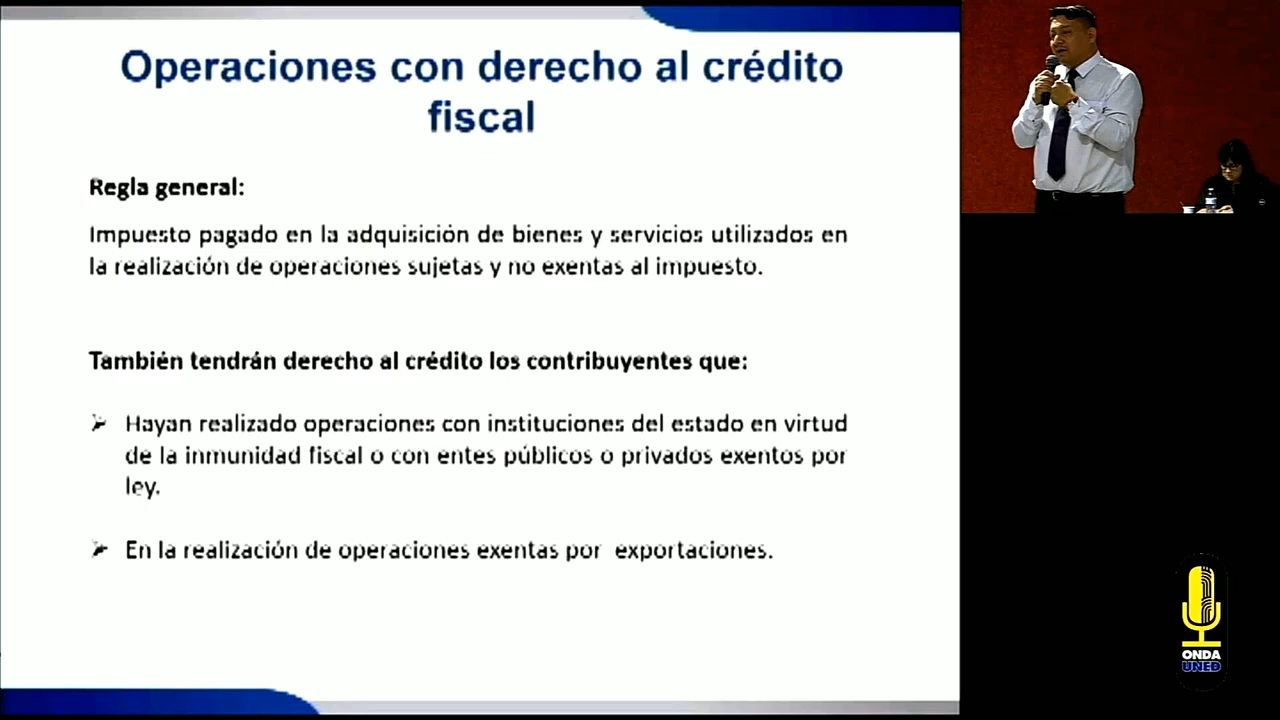 Operaciones con derecho al crédito
fiscal
Regla general:
Impuesto pagado en la adquisición de bienes y servicios utilizados en
la realización de operaciones sujetas y no exentas al impuesto.
También tendrán derecho al crédito los contribuyentes que:
➢ Hayan realizado operaciones con instituciones del estado en virtud
de la inmunidad fiscal o con entes públicos o privados exentos por
ley.
➢ En la realización de operaciones exentas por exportaciones.
ONDA
UNED